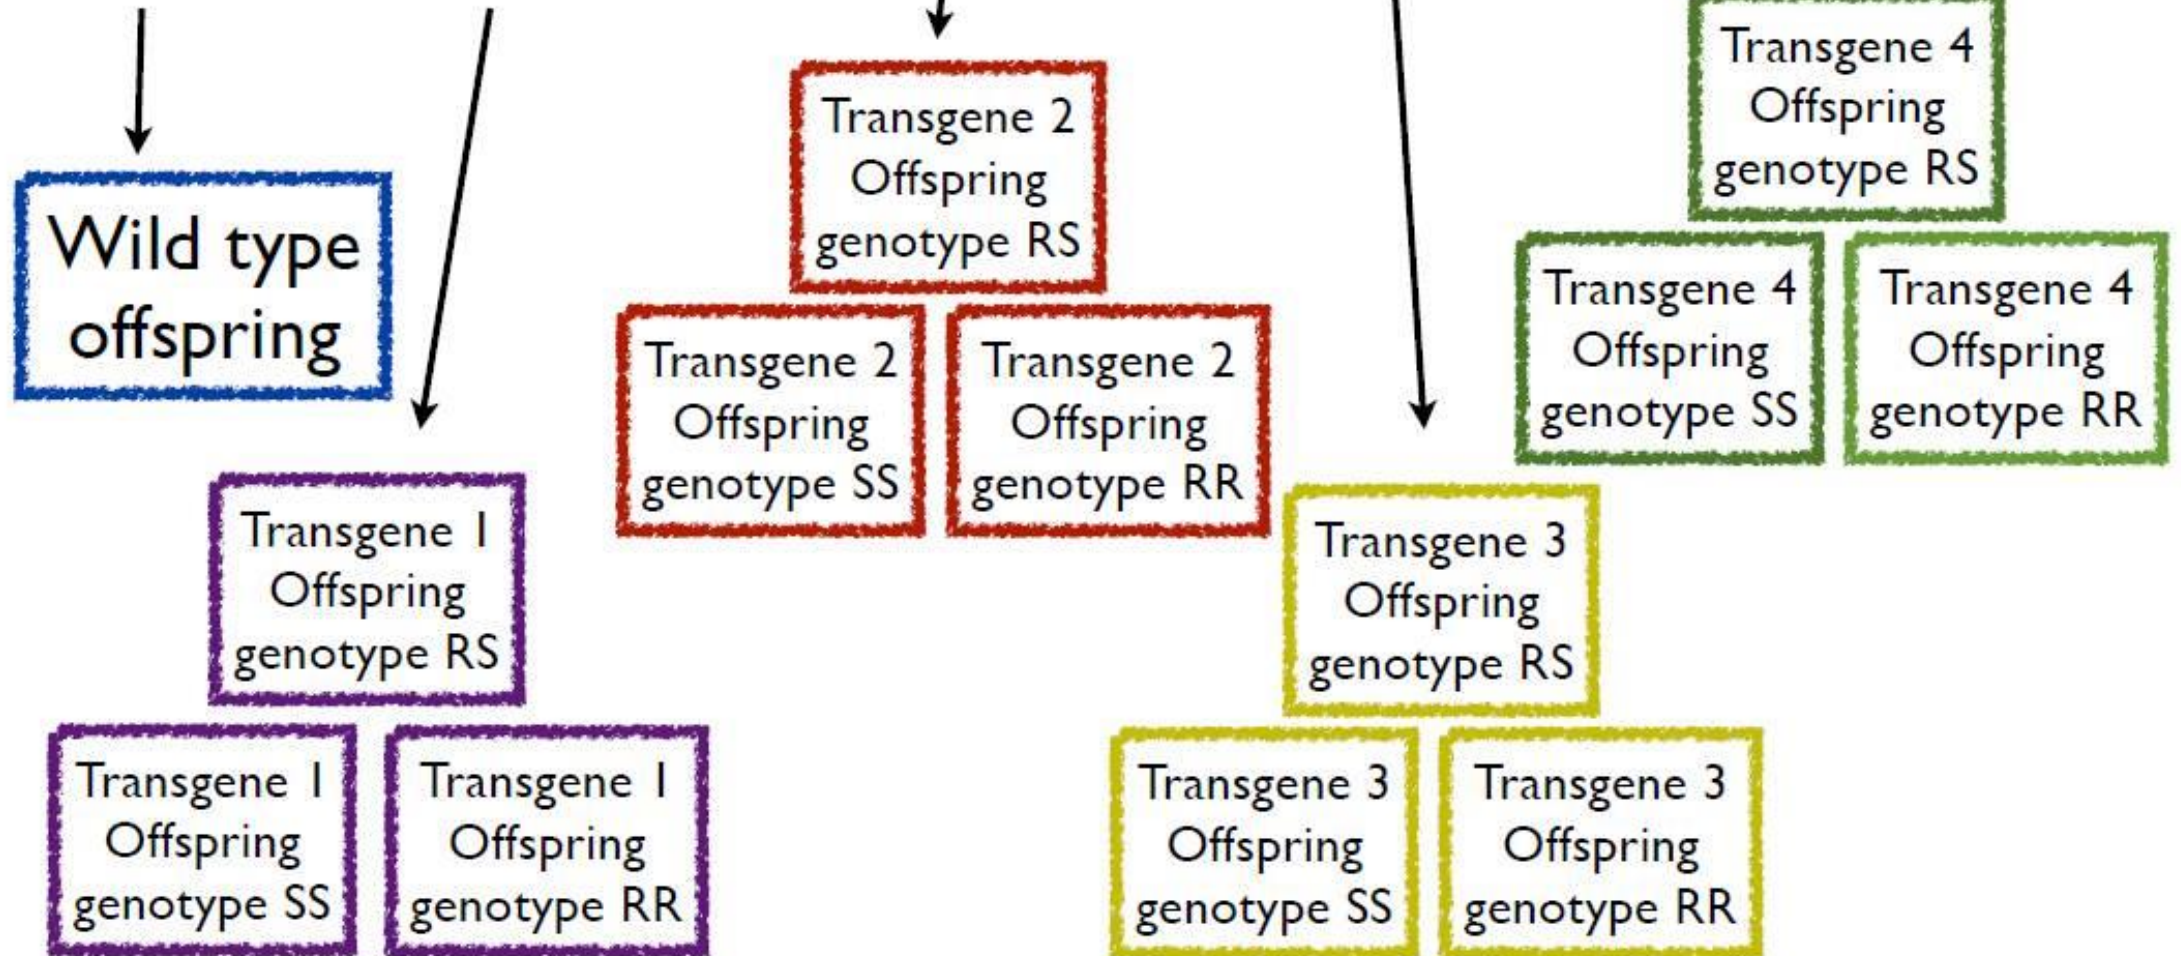 Wild type
offspring
Transgene 1
Offspring
genotype RS
Transgene 1
Offspring
genotype SS
Transgene 1
Offspring
genotype RR
Transgene 2
Offspring
genotype RS
Transgene 2
Offspring
genotype SS
Transgene 2
Offspring
genotype RR
Transgene 3
Offspring
genotype RS
Transgene 3
Offspring
genotype SS
Transgene 3
Offspring
genotype RR
Transgene 4
Offspring
genotype RS
Transgene 4
Offspring
genotype SS
Transgene 4
Offspring
genotype RR